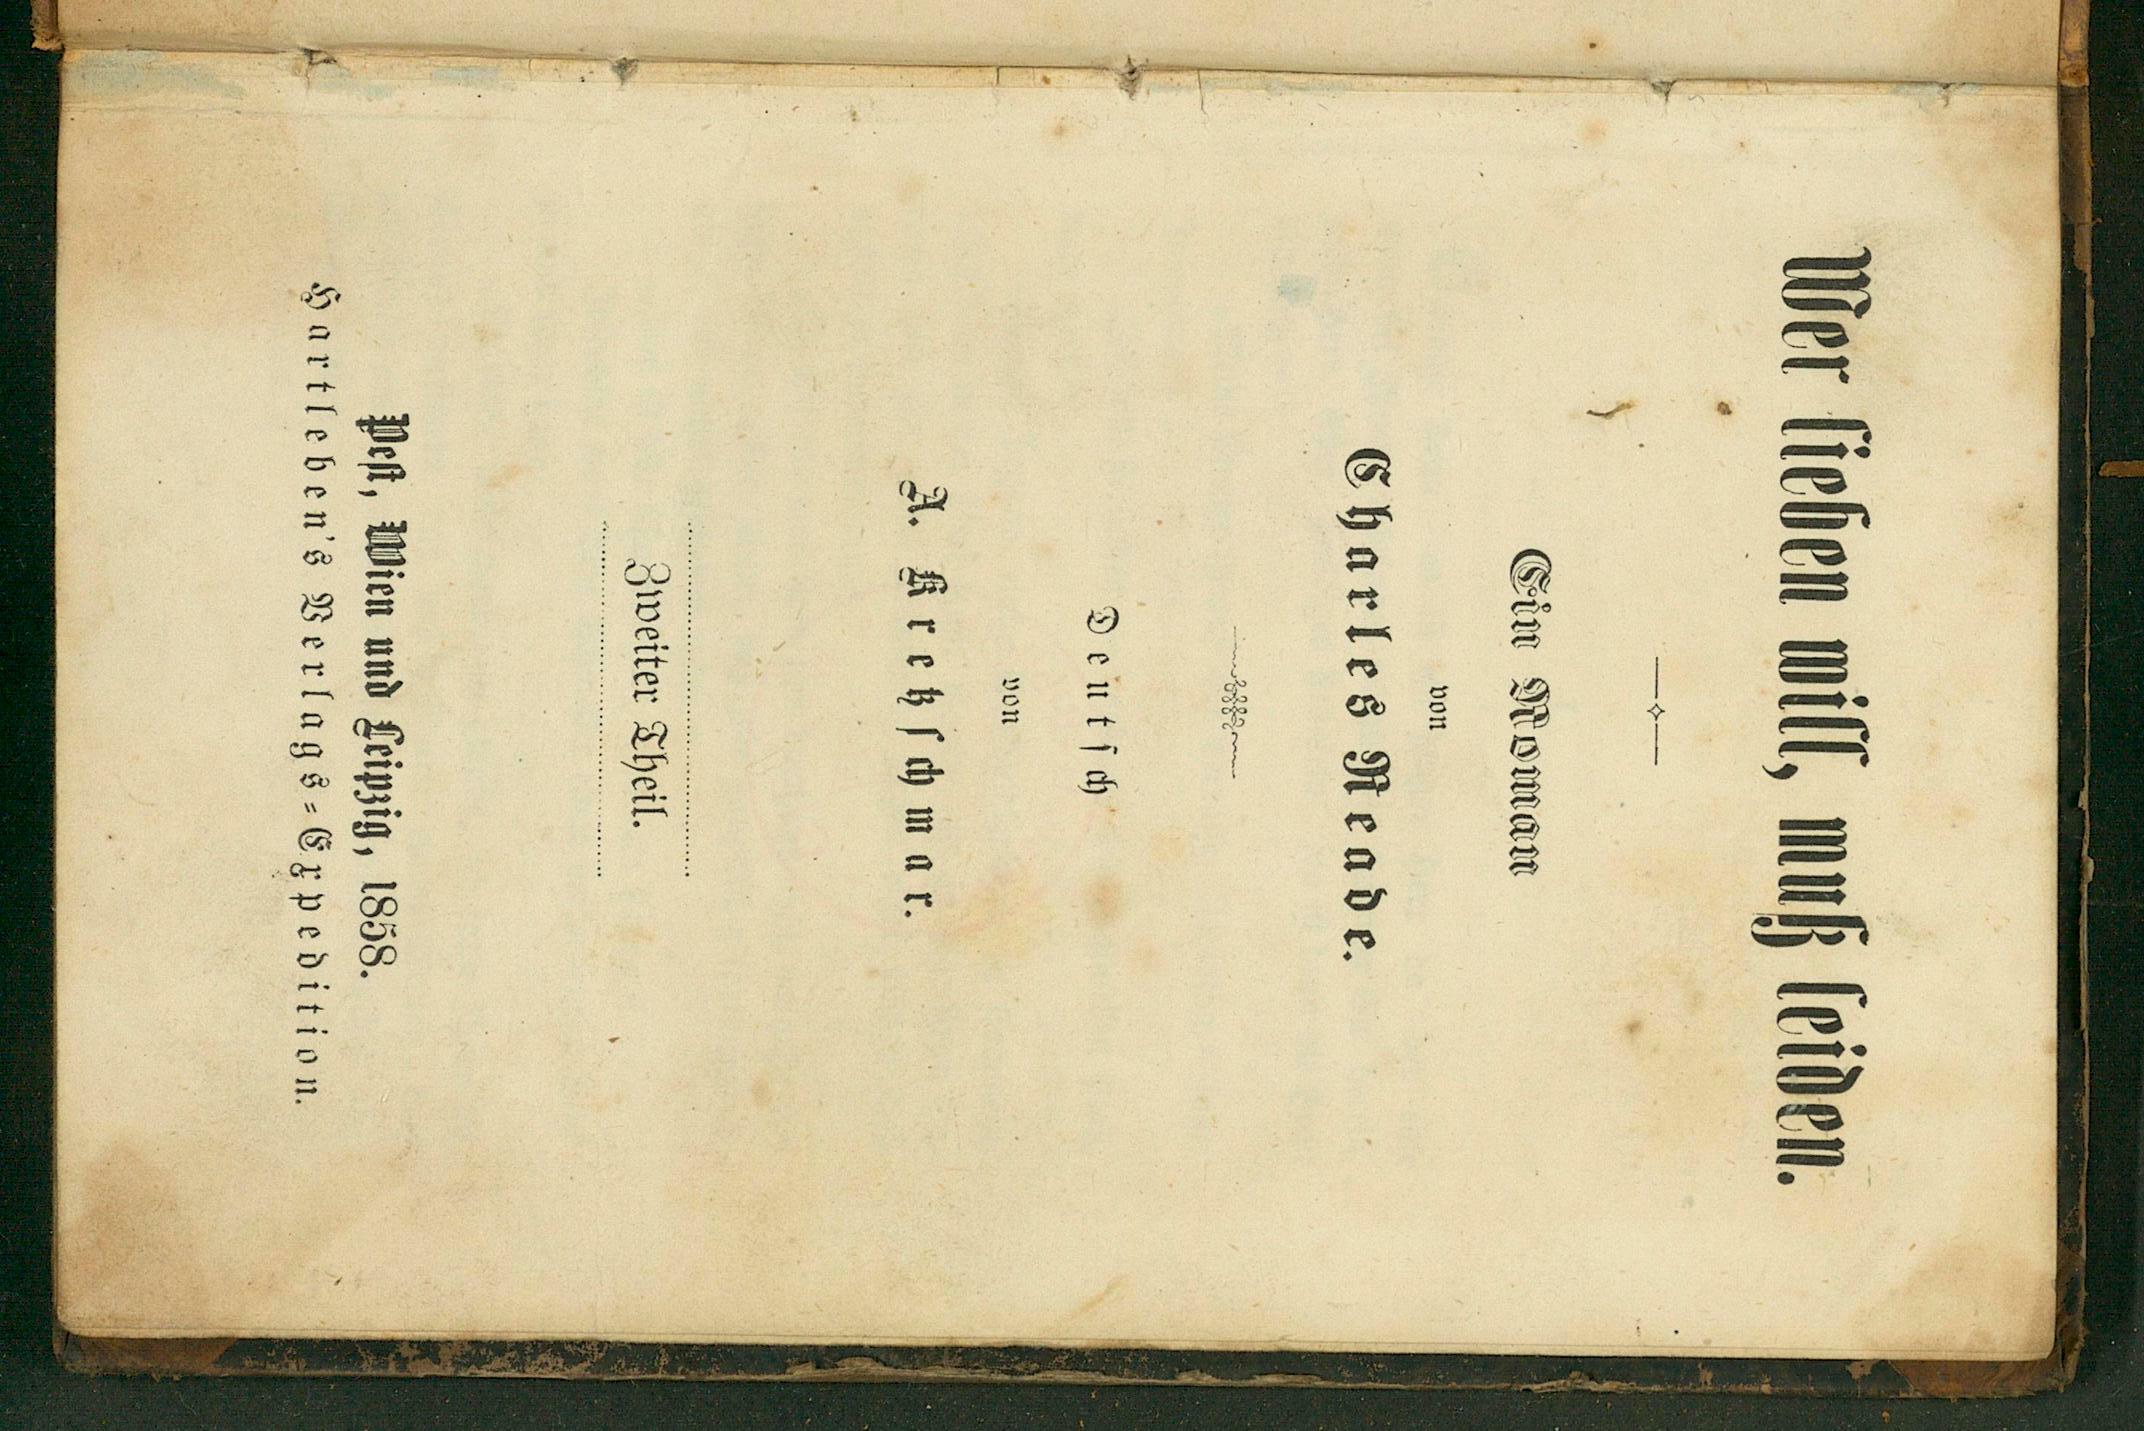 Wer lieben will, muß leiden.
Ein Roman
von
Charles Reade.
Deutſch
von
A. Kretzſchmar.
Zweiter Theil.
Peſt, Wien und Leipzig, 1858.
Hartleben's Verlags=Expedition.